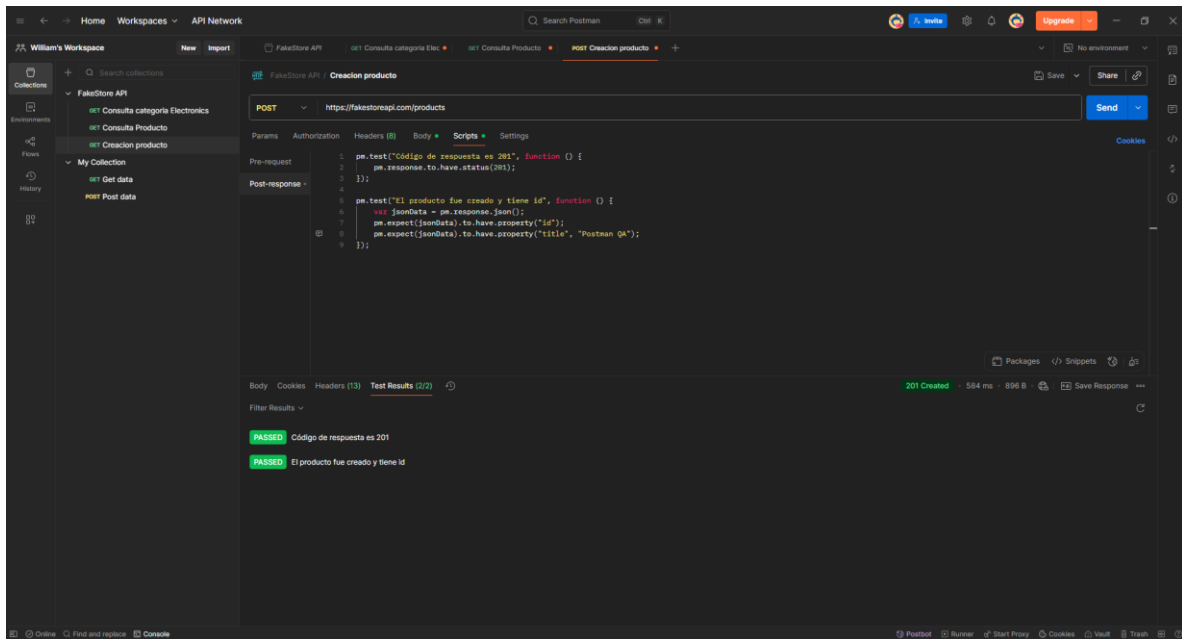 Home Workspaces API Network Search Postman Ctrl K Invite Upgrade
William's Workspace New Import
FakeStore API GET Consulta categoria Elec GET Consulta Producto POST Creacion producto No environment
Collections
Environments
Flows
History
Search collections
FakeStore API
GET Consulta categoria Electronics
GET Consulta Producto
GET Creacion producto
My Collection
GET Get data
POST Post data
FakeStore API / Creacion producto Save Share
POST https://fakestoreapi.com/products Send
Params Authorization Headers (8) Body Scripts Settings Cookies
Pre-request
Post-response
1 pm.test("Código de respuesta es 201", function () {
2 pm.response.to.have.status(201);
3 });
4
5 pm.test("El producto fue creado y tiene id", function () {
6 var jsonData = pm.response.json();
7 pm.expect(jsonData).to.have.property("id");
8 pm.expect(jsonData).to.have.property("title", "Postman QA");
9 });
Packages </> Snippets
Body Cookies Headers (13) Test Results (2/2) 201 Created 584 ms 896 B Save Response
Filter Results
PASSED Código de respuesta es 201
PASSED El producto fue creado y tiene id
Online Find and replace Console Postbot Runner Start Proxy Cookies Vault Trash